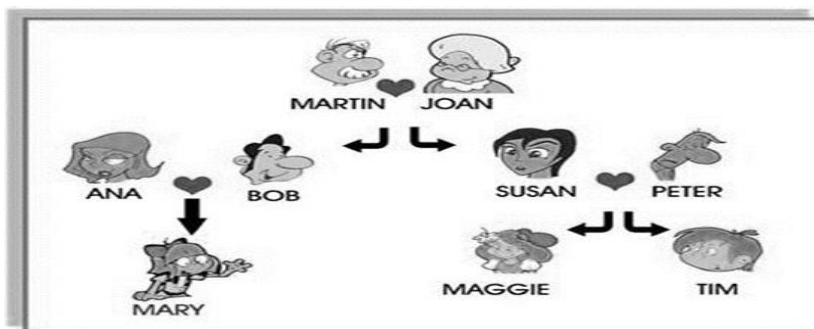 MARTIN JOAN
ANA BOB SUSAN PETER
MARY MAGGIE TIM